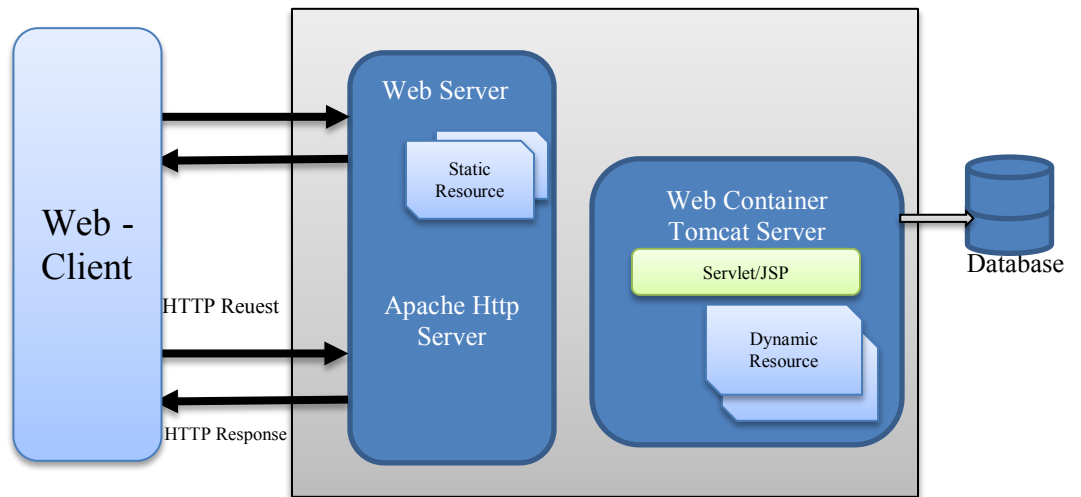 Web -
Client
HTTP Reuest
HTTP Response
Web Server
Static
Resource
Apache Http
Server
Web Container
Tomcat Server
Servlet/JSP
Dynamic
Resource
Database